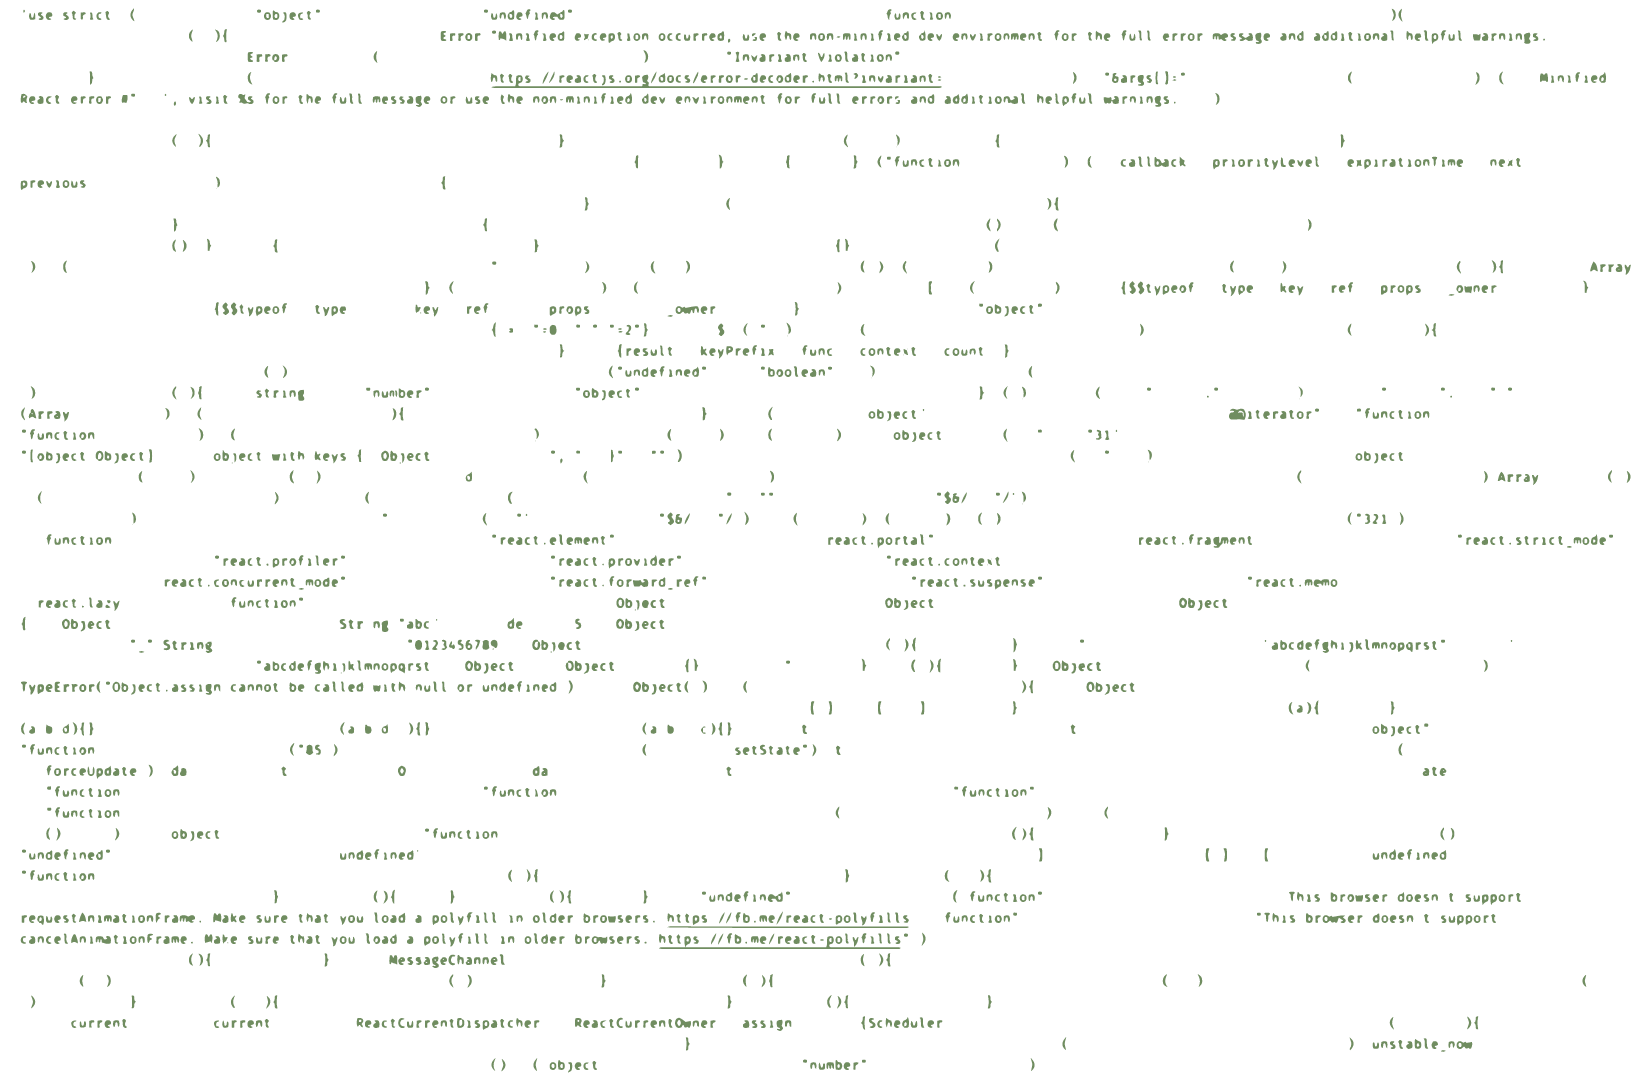 'use strict ( "object" "undefined" function )(
( ){ Error "Minified exception occurred, use the non-minified dev environment for the full error message and additional helpful warnings.
Error ( ) "Invariant Violation"
} ( https //reactjs.org/docs/error-decoder.html?invariant= ) "&args[]=" ( ) ( Minified
React error #" ', visit %s for the full message or use the non-minified dev environment for full errors and additional helpful warnings. )
( ){ } ( ) { }
{ } { } ("function ) ( callback priorityLevel expirationTime next
previous ) {
} ( ){
} { () ( )
() } { } {} (
) ( " ) ( ) ( ) ( ) ( ) ( ){ Array
} ( ) ( ) [ ( ) {$$typeof type key ref props _owner }
{$$typeof type key ref props _owner } "object"
{ "=0 " " "=2"} $ ( " ) ( ) ( ){
} {result keyPrefix func context count }
( ) ("undefined" "boolean" ) (
) ( ){ string "number" "object" } ( ) ( " ." ) " ". " "
(Array ) ( ){ } ( object' iterator" "function
"function ) ( ) ( ) ( ) object ( " "31'
"[object Object] object with keys { Object ", " }" "" ) ( " ) object
( ) ( ) d ( ) ( ) Array ( )
( ) ( ( " "" "$&/ "/' )
) " ( "' "$&/ "/ ) ( ) ( ) ( ) ("321 )
function "react.element" react.portal" react.fragment "react.strict_mode"
"react.profiler" "react.provider" "react.context
react.concurrent_mode" "react.forward_ref" "react.suspense" "react.memo
react.lazy function" Object Object Object
{ Object Str ng "abc' de S Object
"_" String "0123456789 Object ( ){ } " 'abcdefghijklmnopqrst" '
"abcdefghijklmnopqrst Object Object {} " } ( ){ } Object ( )
TypeError("Object.assign cannot be called with null or undefined ) Object( ) ( ){ Object
[ ] [ ] } (a){ }
(a b d){} (a b d ){} (a b c){} t t object"
"function ("85 ) ( setState") t (
forceUpdate ) da t O da t ate
"function "function "function"
"function ( ) (
() ) object "function (){ } ()
"undefined" undefined' ] [ ] [ undefined
"function ( ){ } ( ){
} (){ } (){ } "undefined" ( function" This browser doesn t support
requestAnimationFrame. Make sure that you load a polyfill in older browsers. https //fb.me/react-polyfills function" "This browser doesn t support
cancelAnimationFrame. Make sure that you load a polyfill in older browsers. https //fb.me/react-polyfills" )
( ){ } MessageChannel ( ){
( ) ( ) } ( ){ ( ) (
) } ( ){ } (){ }
current current ReactCurrentDispatcher ReactCurrentOwner assign {Scheduler ( ){
} ( ) unstable_now
() ( object "number" )